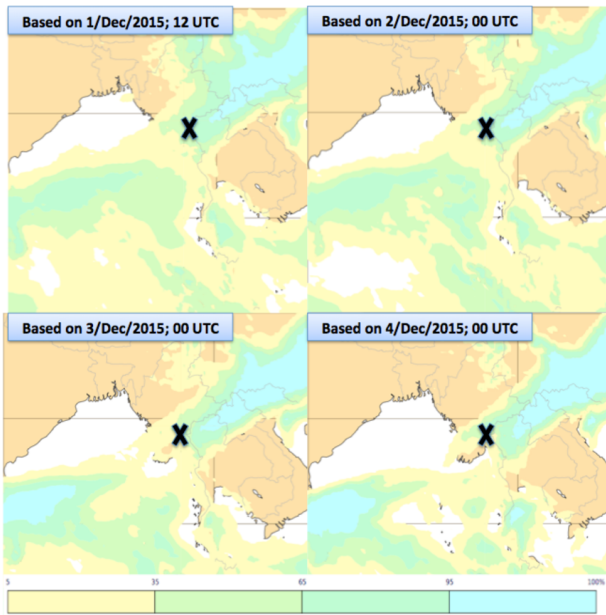 Based on 1/Dec/2015; 12 UTC
Based on 2/Dec/2015; 00 UTC
Based on 3/Dec/2015; 00 UTC
Based on 4/Dec/2015; 00 UTC
5 35 65 95 100%